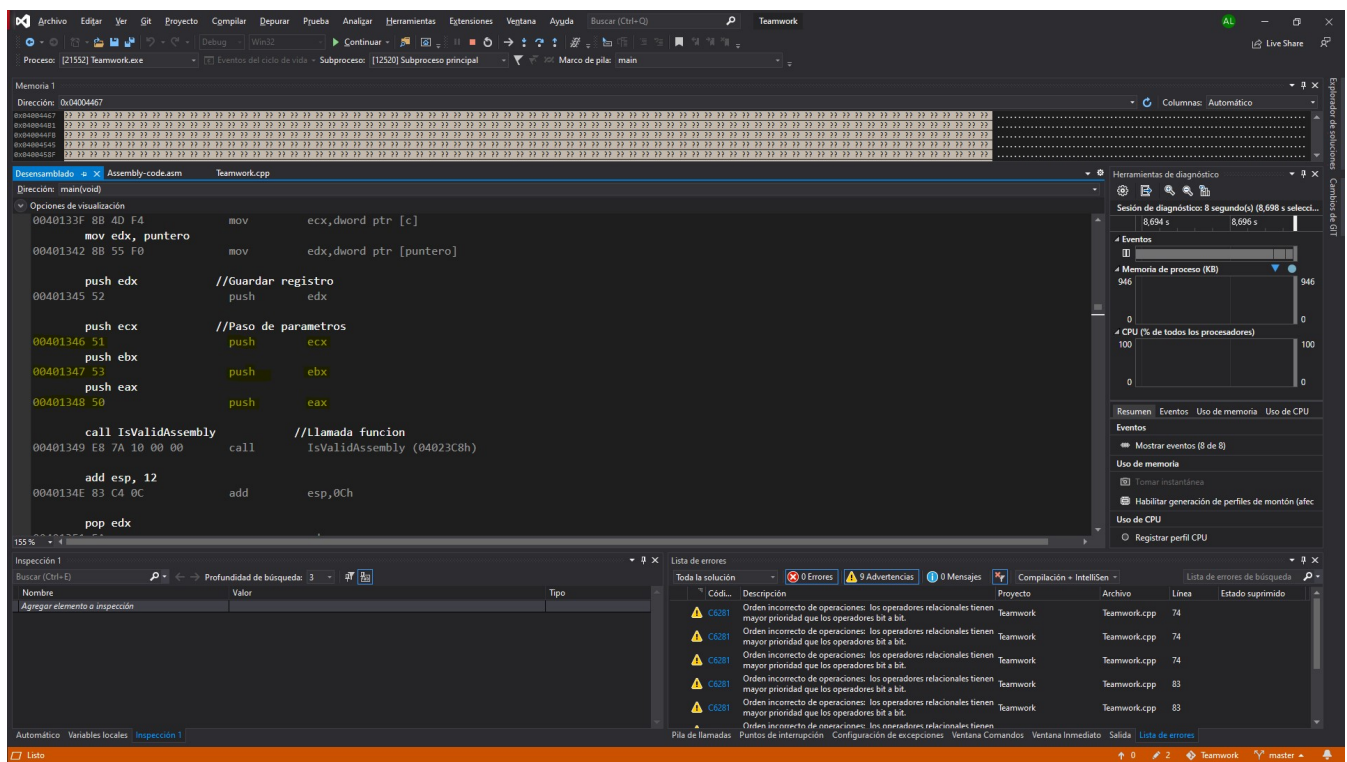 Archivo Editar Ver Git Proyecto Compilar Depurar Prueba Analizar Herramientas Extensiones Ventana Ayuda Buscar (Ctrl+Q) Teamwork AL
Debug Win32 Continuar Live Share
Proceso: [21552] Teamwork.exe Eventos del ciclo de vida Subproceso: [12520] Subproceso principal Marco de pila: main
Memoria 1
Dirección: 0x04004467 Columnas: Automático
0x04004467
0x040044B1
0x040044FB
0x04004545
0x0400458F
Explorador de soluciones
Cambios de GIT
Desensamblado Assembly-code.asm Teamwork.cpp
Dirección: main(void)
Opciones de visualización
0040133F 8B 4D F4 mov ecx,dword ptr [c]
mov edx, puntero
00401342 8B 55 F0 mov edx,dword ptr [puntero]
push edx //Guardar registro
00401345 52 push edx
push ecx //Paso de parametros
00401346 51 push ecx
push ebx
00401347 53 push ebx
push eax
00401348 50 push eax
call IsValidAssembly //Llamada funcion
00401349 E8 7A 10 00 00 call IsValidAssembly (04023C8h)
add esp, 12
0040134E 83 C4 0C add esp,0Ch
pop edx
155 %
Herramientas de diagnóstico
Sesión de diagnóstico: 8 segundo(s) (8,698 s selecci...
8,694 s 8,696 s
Eventos
Memoria de proceso (KB)
946 946
0 0
CPU (% de todos los procesadores)
100 100
0 0
Resumen Eventos Uso de memoria Uso de CPU
Eventos
Mostrar eventos (8 de 8)
Uso de memoria
Tomar instantánea
Habilitar generación de perfiles de montón (afec
Uso de CPU
Registrar perfil CPU
Inspección 1
Buscar (Ctrl+E) Profundidad de búsqueda: 3
Nombre Valor Tipo
Agregar elemento a inspección
Automático Variables locales Inspección 1
Lista de errores
Toda la solución 0 Errores 9 Advertencias 0 Mensajes Compilación + IntelliSen Lista de errores de búsqueda
Códi... Descripción Proyecto Archivo Línea Estado suprimido
C6281 Orden incorrecto de operaciones: los operadores relacionales tienen mayor prioridad que los operadores bit a bit. Teamwork Teamwork.cpp 74
C6281 Orden incorrecto de operaciones: los operadores relacionales tienen mayor prioridad que los operadores bit a bit. Teamwork Teamwork.cpp 74
C6281 Orden incorrecto de operaciones: los operadores relacionales tienen mayor prioridad que los operadores bit a bit. Teamwork Teamwork.cpp 74
C6281 Orden incorrecto de operaciones: los operadores relacionales tienen mayor prioridad que los operadores bit a bit. Teamwork Teamwork.cpp 83
C6281 Orden incorrecto de operaciones: los operadores relacionales tienen mayor prioridad que los operadores bit a bit. Teamwork Teamwork.cpp 83
Orden incorrecto de operaciones: los operadores relacionales tienen
Pila de llamadas Puntos de interrupción Configuración de excepciones Ventana Comandos Ventana Inmediato Salida Lista de errores
Listo 0 2 Teamwork master